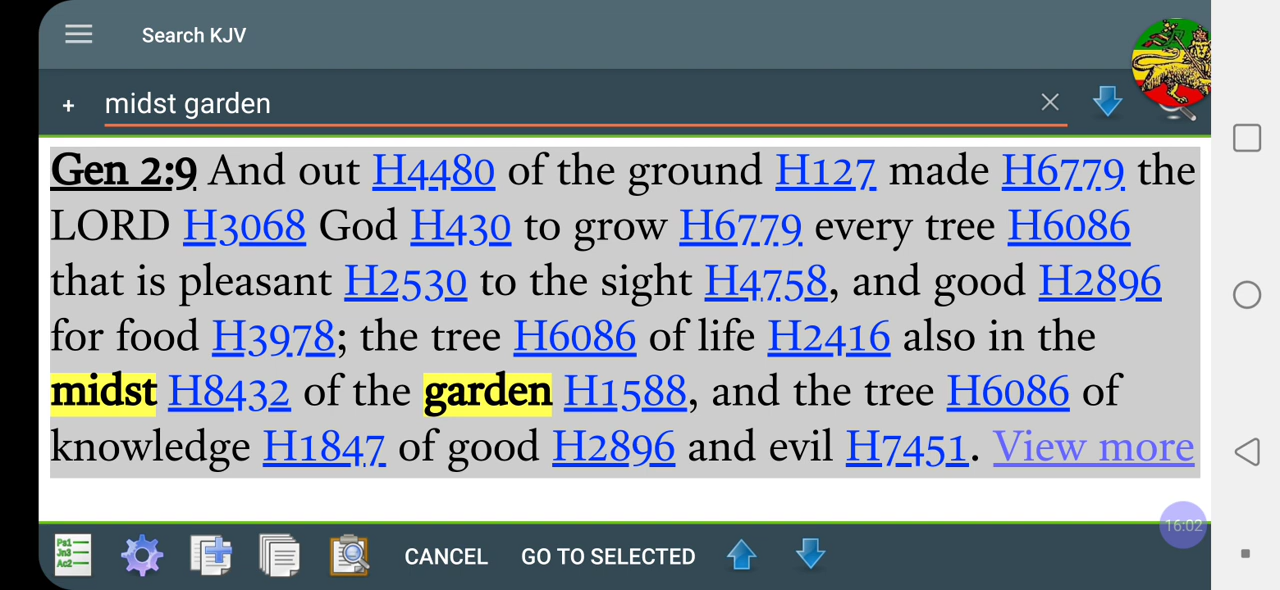 Search KJV
+ midst garden
Gen 2:9 And out H4480 of the ground H127 made H6779 the
LORD H3068 God H430 to grow H6779 every tree H6086
that is pleasant H2530 to the sight H4758, and good H2896
for food H3978; the tree H6086 of life H2416 also in the
midst H8432 of the garden H1588, and the tree H6086 of
knowledge H1847 of good H2896 and evil H7451. View more
16:02
Ps1
Jn3
Ac2
CANCEL GO TO SELECTED